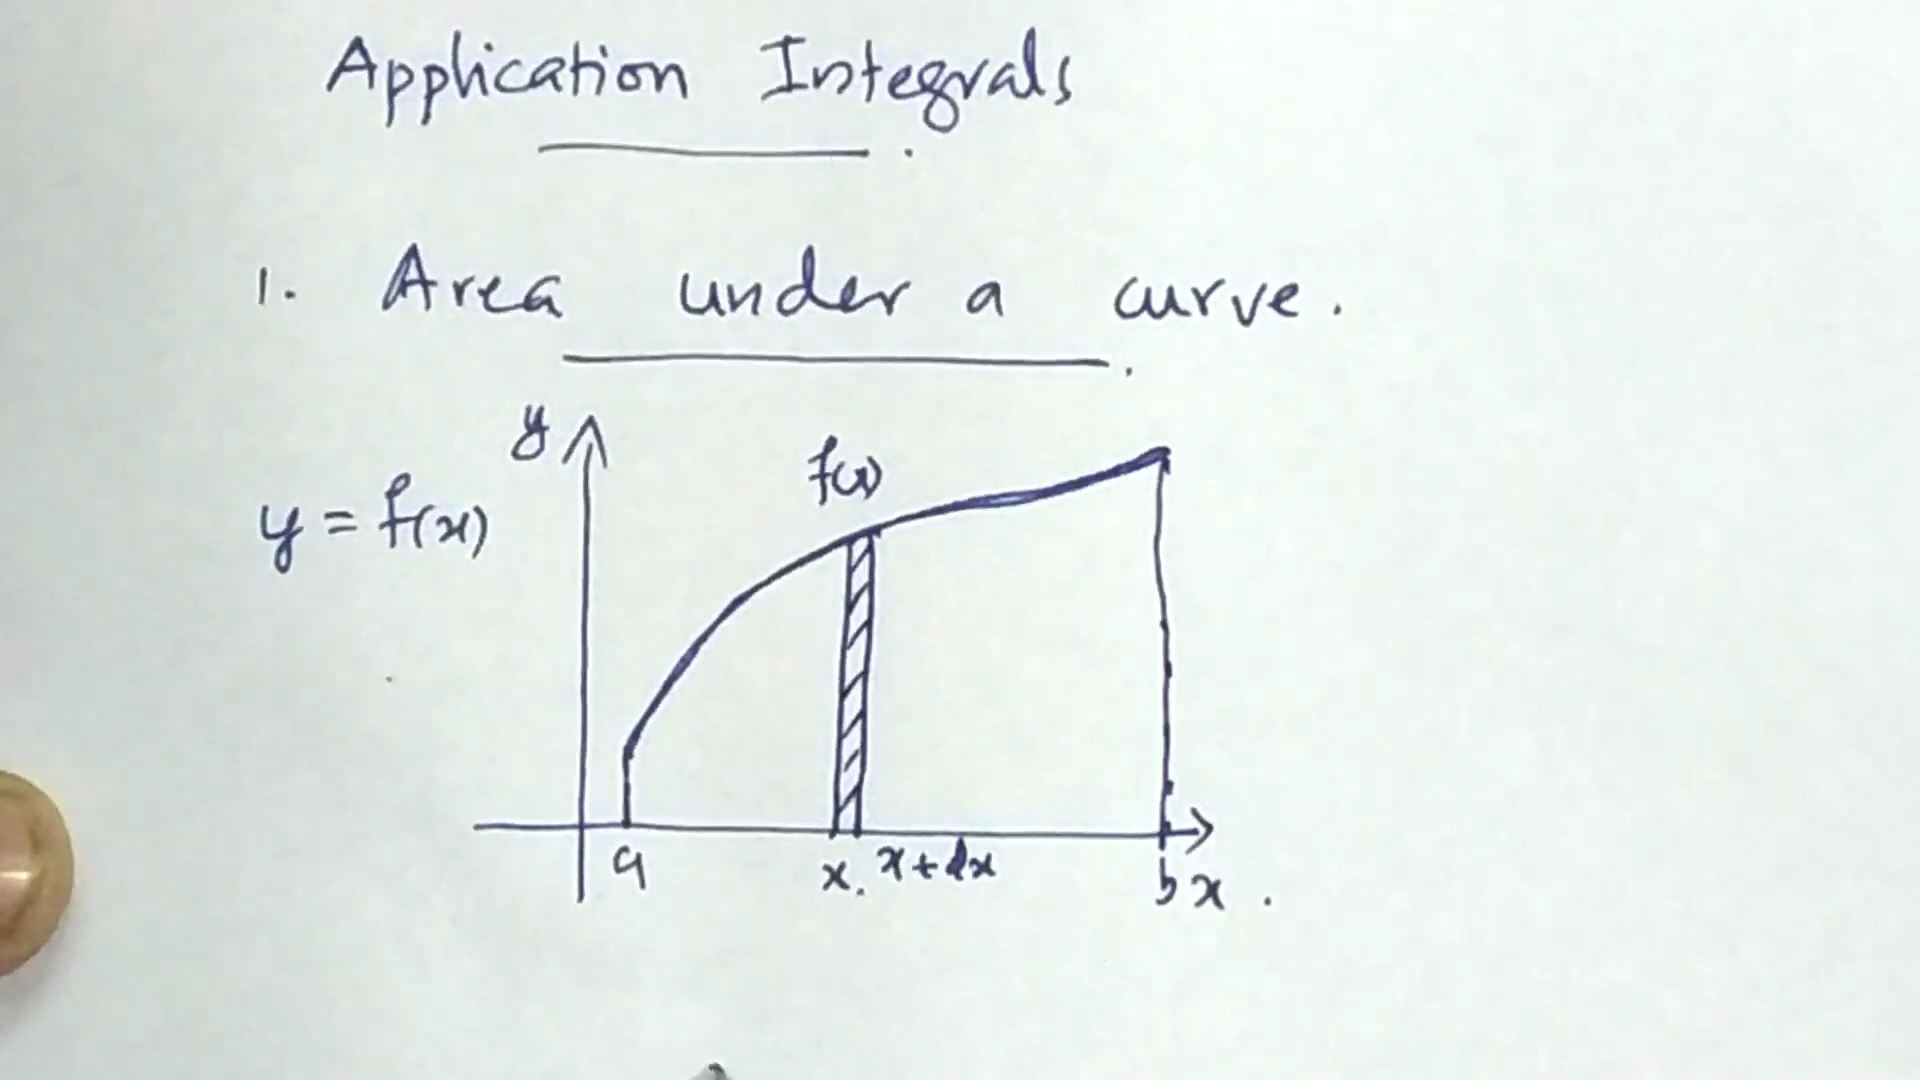 Application Integrals
1. Area under a curve.
y
f(x)
y = f(x)
a
x. x+dx
b x.